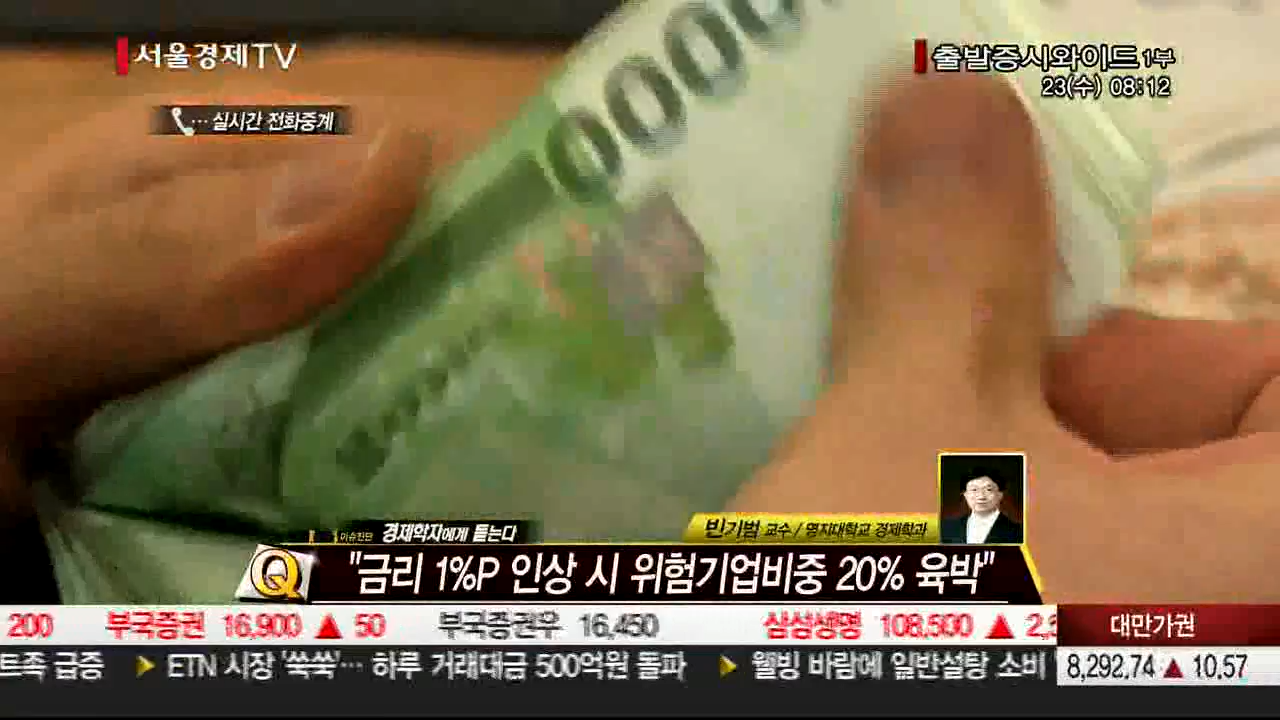 서울경제TV
출발증시와이드 1부
23(수) 08:12
실시간 전화중계
0000
이슈진단 경제학자에게 듣는다
빈기범 교수 / 명지대학교 경제학과
Q "금리 1%P 인상 시 위험기업비중 20% 육박"
200 부국증권 16,900 ▲ 50 부국증권우 16,450 삼성생명 108,500 ▲ 2,5
대만가권
트족 급증 ▶ ETN 시장 '쑥쑥'… 하루 거래대금 500억원 돌파 ▶ 웰빙 바람에 일반설탕 소비
8,292.74 ▲ 10.57